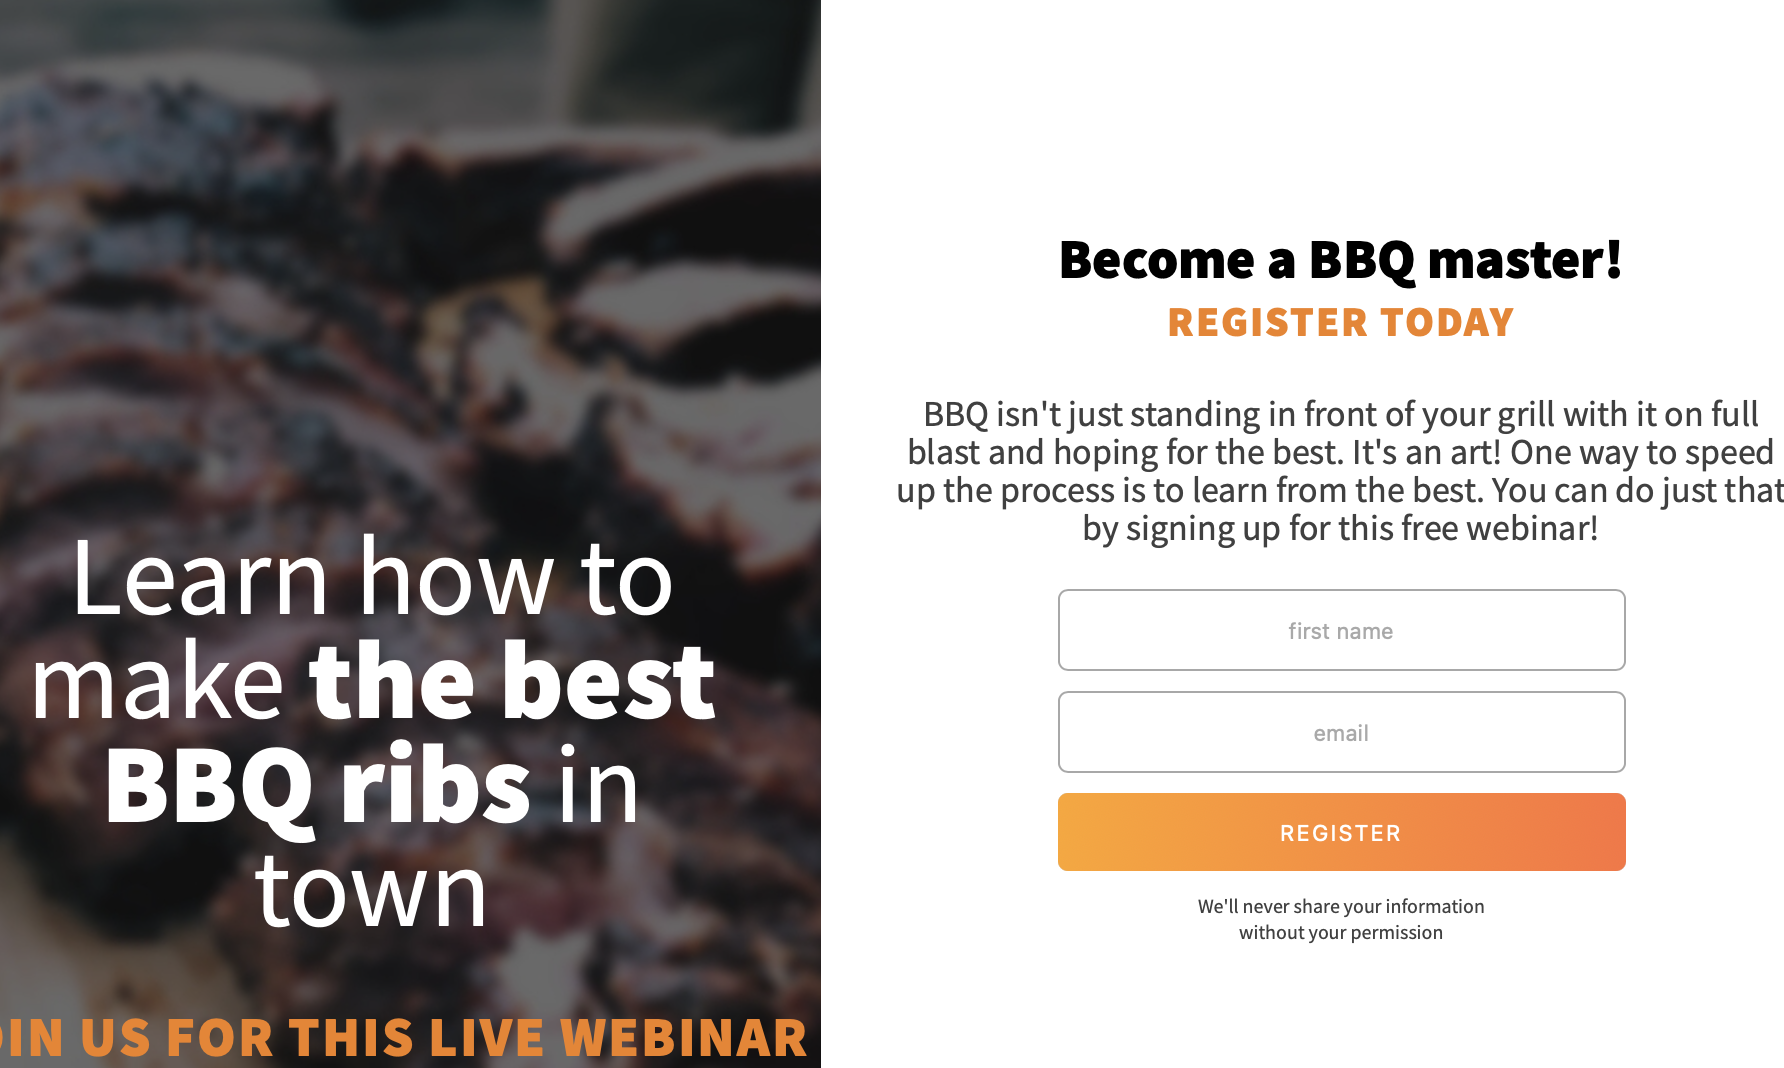 Learn how to
make the best
BBQ ribs in
town
OIN US FOR THIS LIVE WEBINAR
Become a BBQ master!
REGISTER TODAY
BBQ isn't just standing in front of your grill with it on full
blast and hoping for the best. It's an art! One way to speed
up the process is to learn from the best. You can do just that
by signing up for this free webinar!
first name
email
REGISTER
We'll never share your information
without your permission